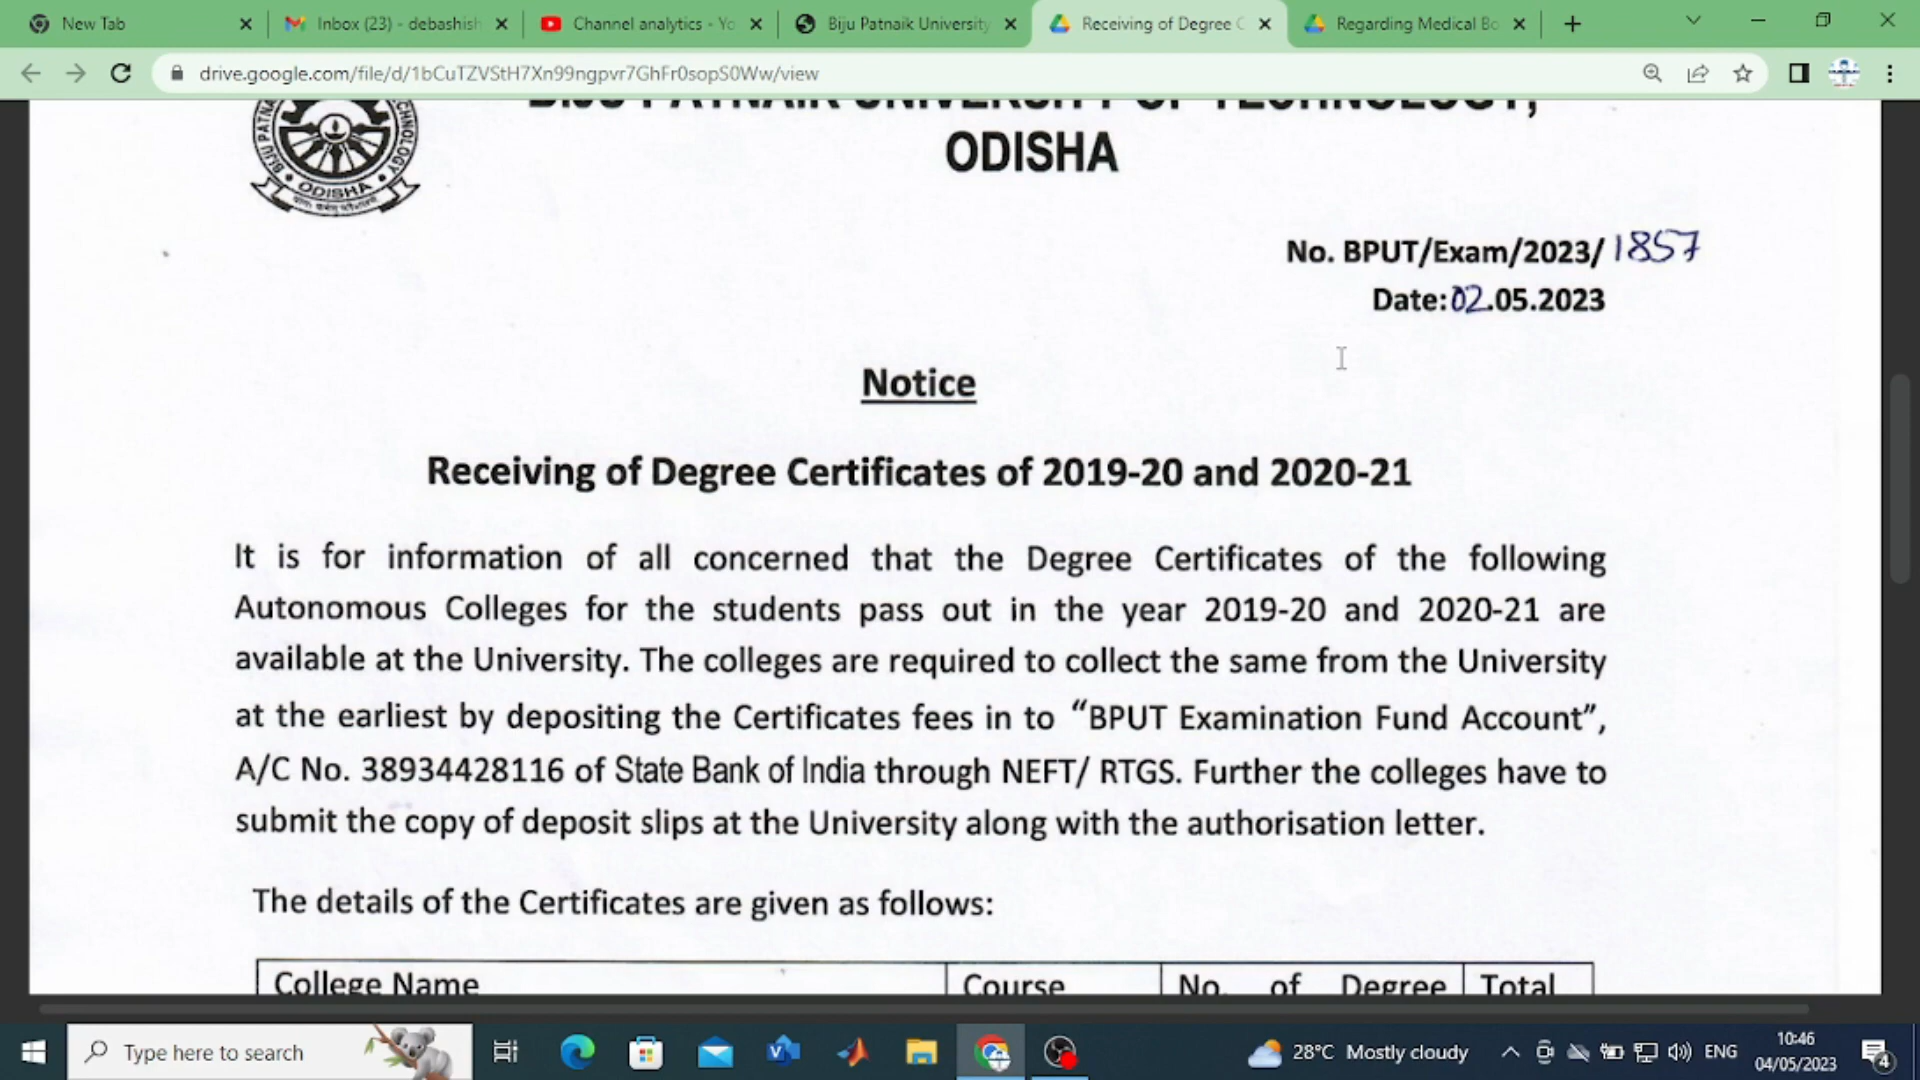 New Tab
Inbox (23) - debashish
Channel analytics - Yo
Biju Patnaik University
Receiving of Degree C
Regarding Medical Bo
drive.google.com/file/d/1bCuTZVStH7Xn99ngpvr7GhFr0sopS0Ww/view
BIJU PATNAIK UNIVERSITY OF TECHNOLOGY,
ODISHA
ODISHA
No. BPUT/Exam/2023/ 1857
Date:02.05.2023
Notice
Receiving of Degree Certificates of 2019-20 and 2020-21
It is for information of all concerned that the Degree Certificates of the following
Autonomous Colleges for the students pass out in the year 2019-20 and 2020-21 are
available at the University. The colleges are required to collect the same from the University
at the earliest by depositing the Certificates fees in to “BPUT Examination Fund Account”,
A/C No. 38934428116 of State Bank of India through NEFT/ RTGS. Further the colleges have to
submit the copy of deposit slips at the University along with the authorisation letter.
The details of the Certificates are given as follows:
College Name Course No. of Degree Total
Type here to search
28°C Mostly cloudy
ENG
10:46
04/05/2023
4